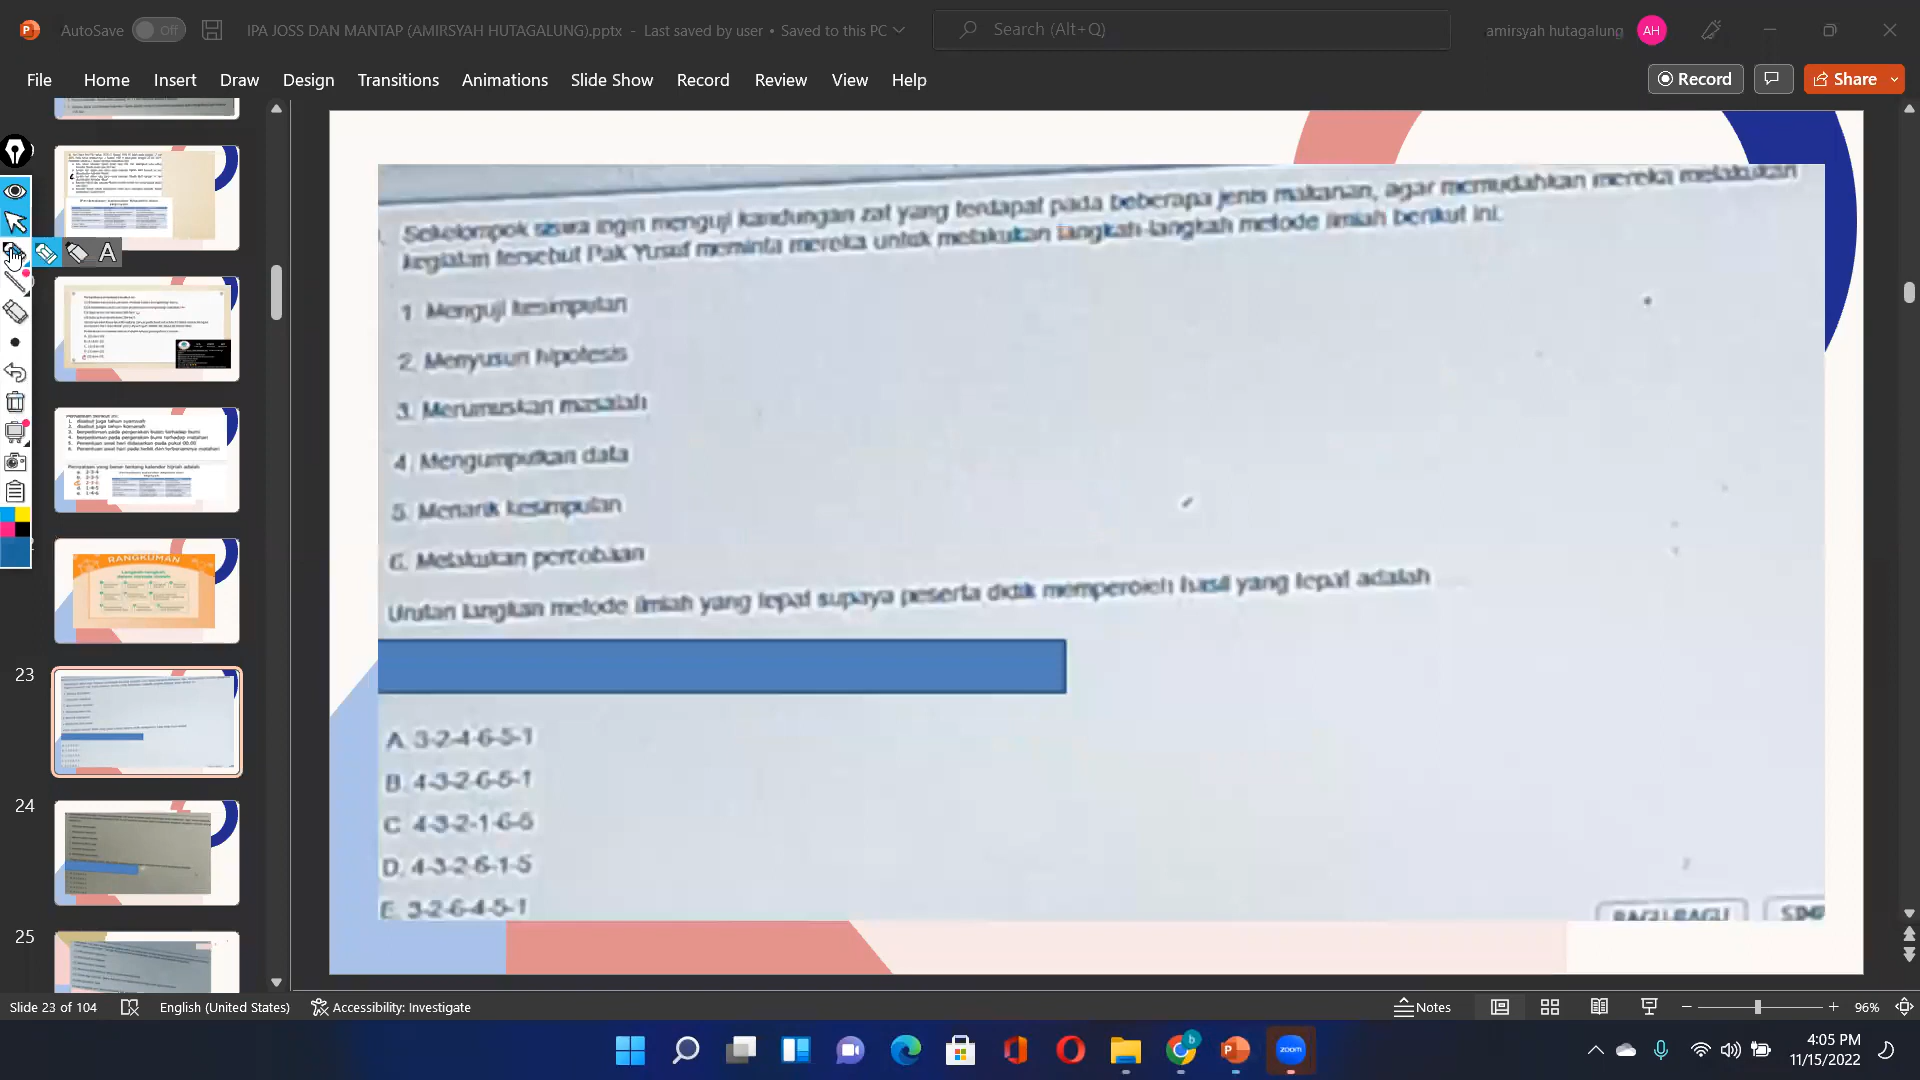 AutoSave Off IPA JOSS DAN MANTAP (AMIRSYAH HUTAGALUNG).pptx - Last saved by user • Saved to this PC Search (Alt+Q) amirsyah hutagalung AH
File Home Insert Draw Design Transitions Animations Slide Show Record Review View Help Record Share
Sekelompok siswa ingin menguji kandungan zat yang terdapat pada beberapa jenis makanan, agar memudahkan mereka melakukan
kegiatan tersebut Pak Yusuf meminta mereka untuk melakukan langkah-langkah metode ilmiah berikut ini.
1. Menguji kesimpulan
2. Menyusun hipotesis
3. Merumuskan masalah
4. Mengumpulkan data
5. Menarik kesimpulan
6. Melakukan percobaan
Urutan langkah metode ilmiah yang tepat supaya peserta didik memperoleh hasil yang tepat adalah
A. 3-2-4-6-5-1
B. 4-3-2-6-5-1
C. 4-3-2-1-6-5
D. 4-3-2-6-1-5
E. 3-2-6-4-5-1
RAGU-RAGU
A
RANGKUMAN
23
24
25
Slide 23 of 104 English (United States) Accessibility: Investigate Notes 96%
zoom
4:05 PM
11/15/2022